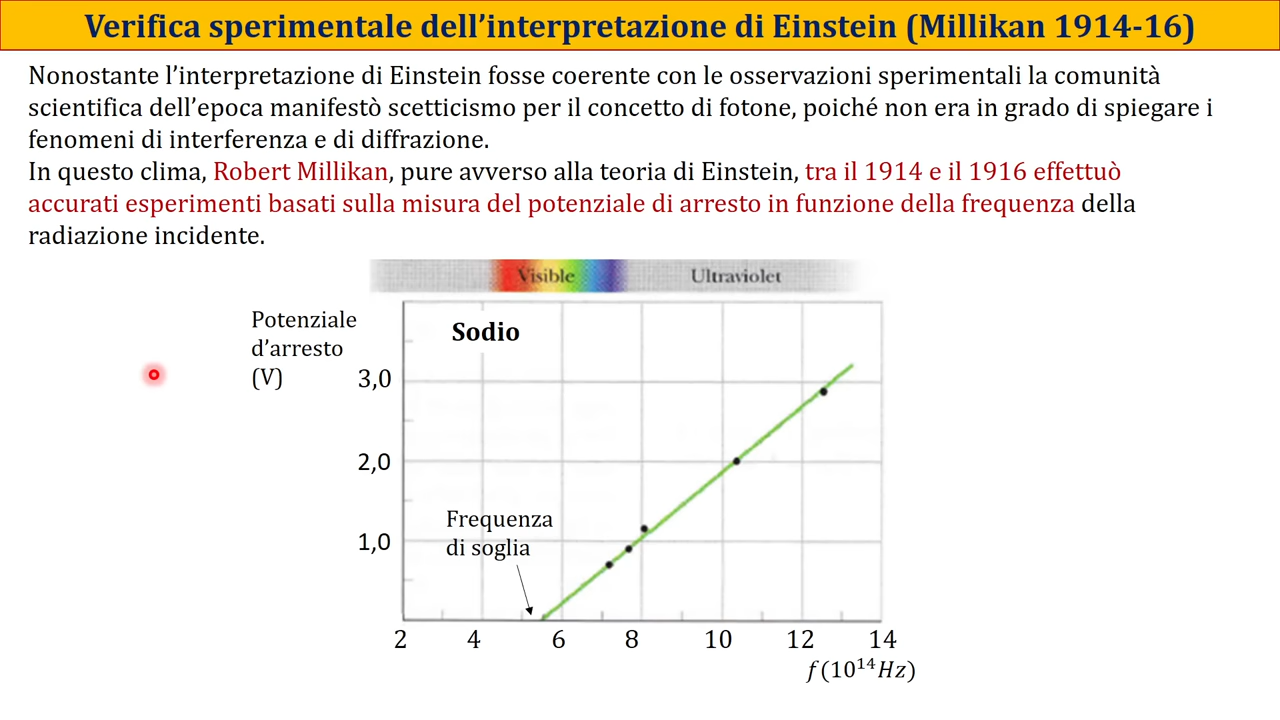 Verifica sperimentale dell’interpretazione di Einstein (Millikan 1914-16)
Nonostante l’interpretazione di Einstein fosse coerente con le osservazioni sperimentali la comunità
scientifica dell’epoca manifestò scetticismo per il concetto di fotone, poiché non era in grado di spiegare i
fenomeni di interferenza e di diffrazione.
In questo clima, Robert Millikan, pure avverso alla teoria di Einstein, tra il 1914 e il 1916 effettuò
accurati esperimenti basati sulla misura del potenziale di arresto in funzione della frequenza della
radiazione incidente.
Visible Ultraviolet
Potenziale
d’arresto
(V)
Sodio
3,0
2,0
1,0
Frequenza
di soglia
2 4 6 8 10 12 14
f(10¹⁴Hz)